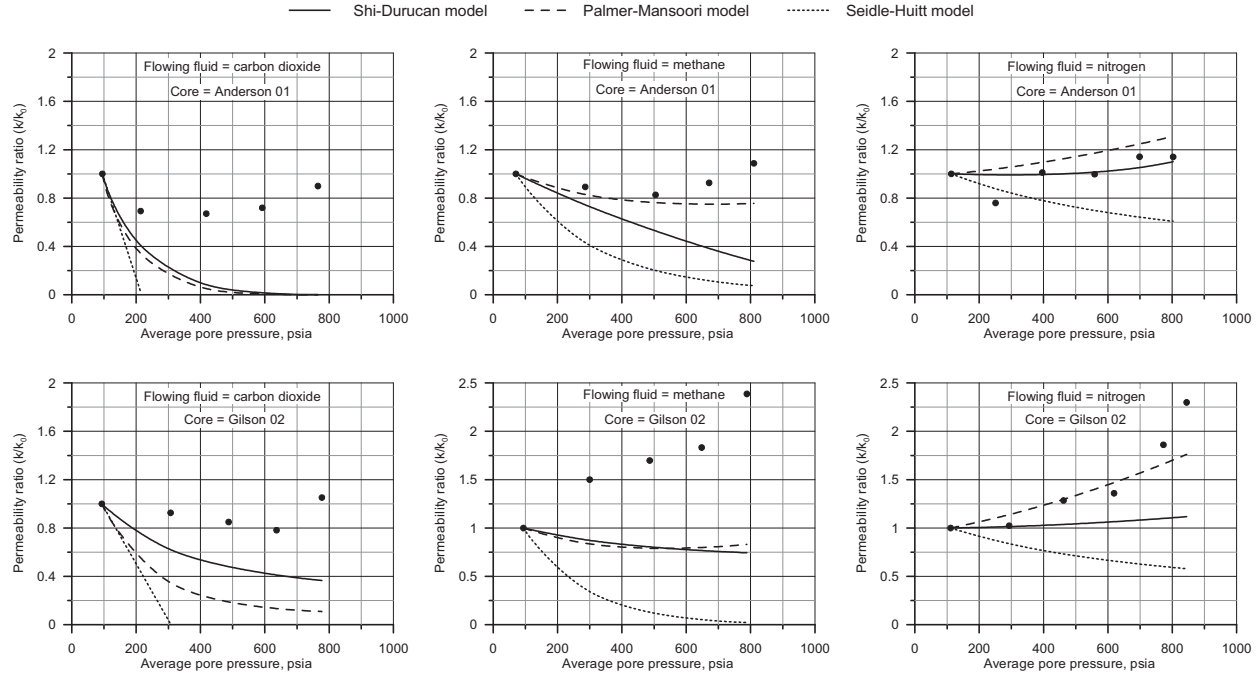 Shi-Durucan model Palmer-Mansoori model Seidle-Huitt model
Flowing fluid = carbon dioxide
Core = Anderson 01
Permeability ratio (k/k0)
2
1.6
1.2
0.8
0.4
0
0 200 400 600 800 1000
Average pore pressure, psia
Flowing fluid = methane
Core = Anderson 01
Permeability ratio (k/k0)
2
1.6
1.2
0.8
0.4
0
0 200 400 600 800 1000
Average pore pressure, psia
Flowing fluid = nitrogen
Core = Anderson 01
Permeability ratio (k/k0)
2
1.6
1.2
0.8
0.4
0
0 200 400 600 800 1000
Average pore pressure, psia
Flowing fluid = carbon dioxide
Core = Gilson 02
Permeability ratio (k/k0)
2
1.6
1.2
0.8
0.4
0
0 200 400 600 800 1000
Average pore pressure, psia
Flowing fluid = methane
Core = Gilson 02
Permeability ratio (k/k0)
2.5
2
1.5
1
0.5
0
0 200 400 600 800 1000
Average pore pressure, psia
Flowing fluid = nitrogen
Core = Gilson 02
Permeability ratio (k/k0)
2.5
2
1.5
1
0.5
0
0 200 400 600 800 1000
Average pore pressure, psia